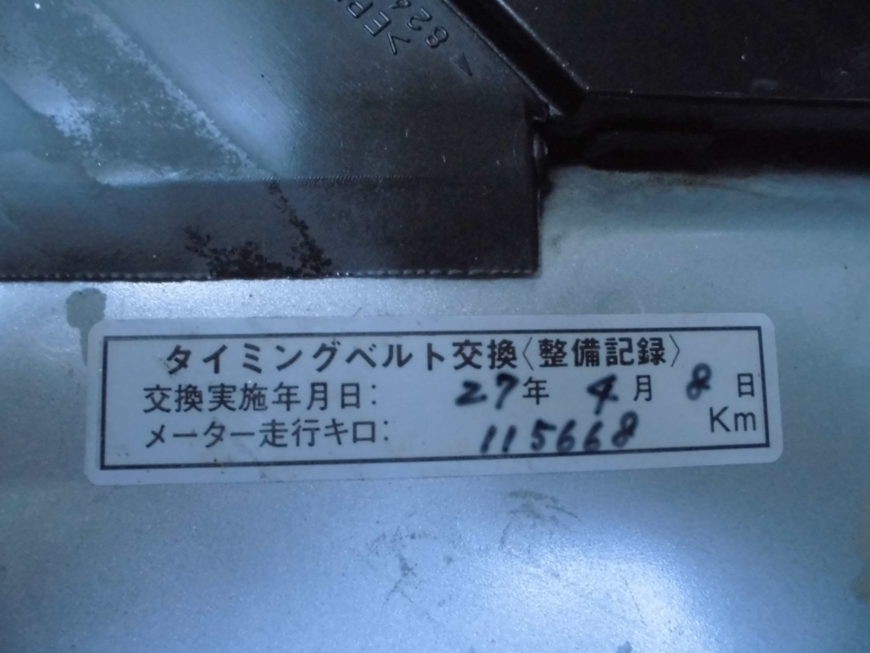 タイミングベルト交換〈整備記録〉
交換実施年月日: 27年 4月 8日
メーター走行キロ: 115668 Km